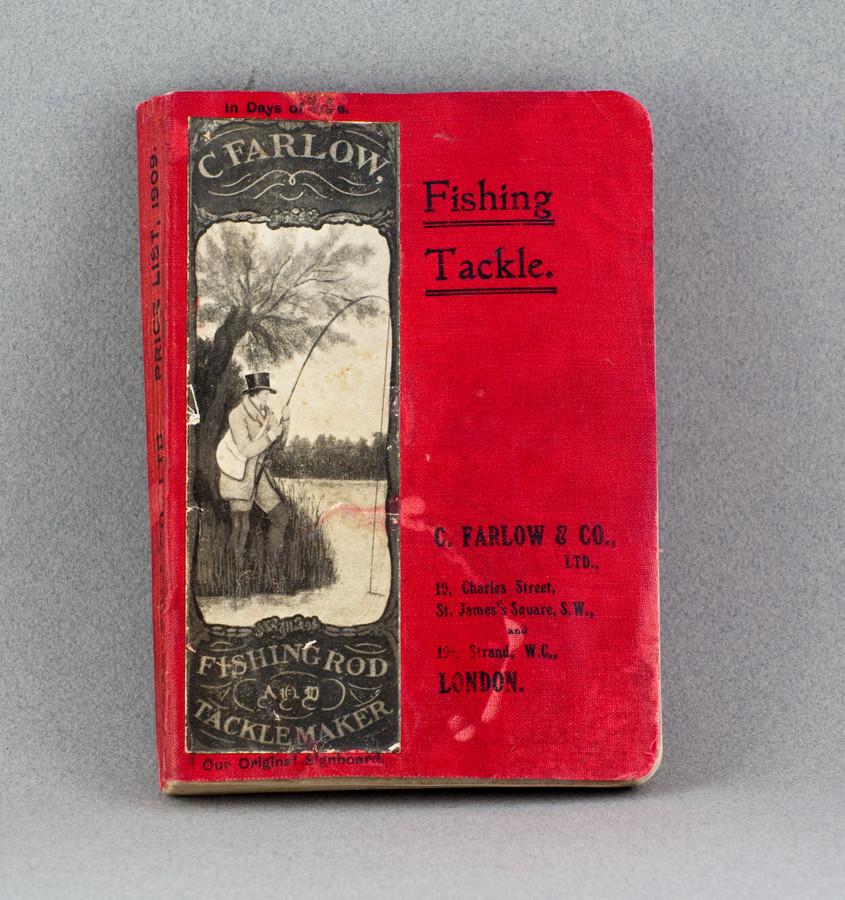 In Days of
C FARLOW,
FISHING ROD
AND
TACKLE MAKER
Our Original Signboard.
Fishing
Tackle.
C. FARLOW & CO.,
LTD.,
19, Charles Street,
St. James's Square, S.W.,
and
Strand, W.C.,
LONDON.
LTD PRICE LIST, 1909.